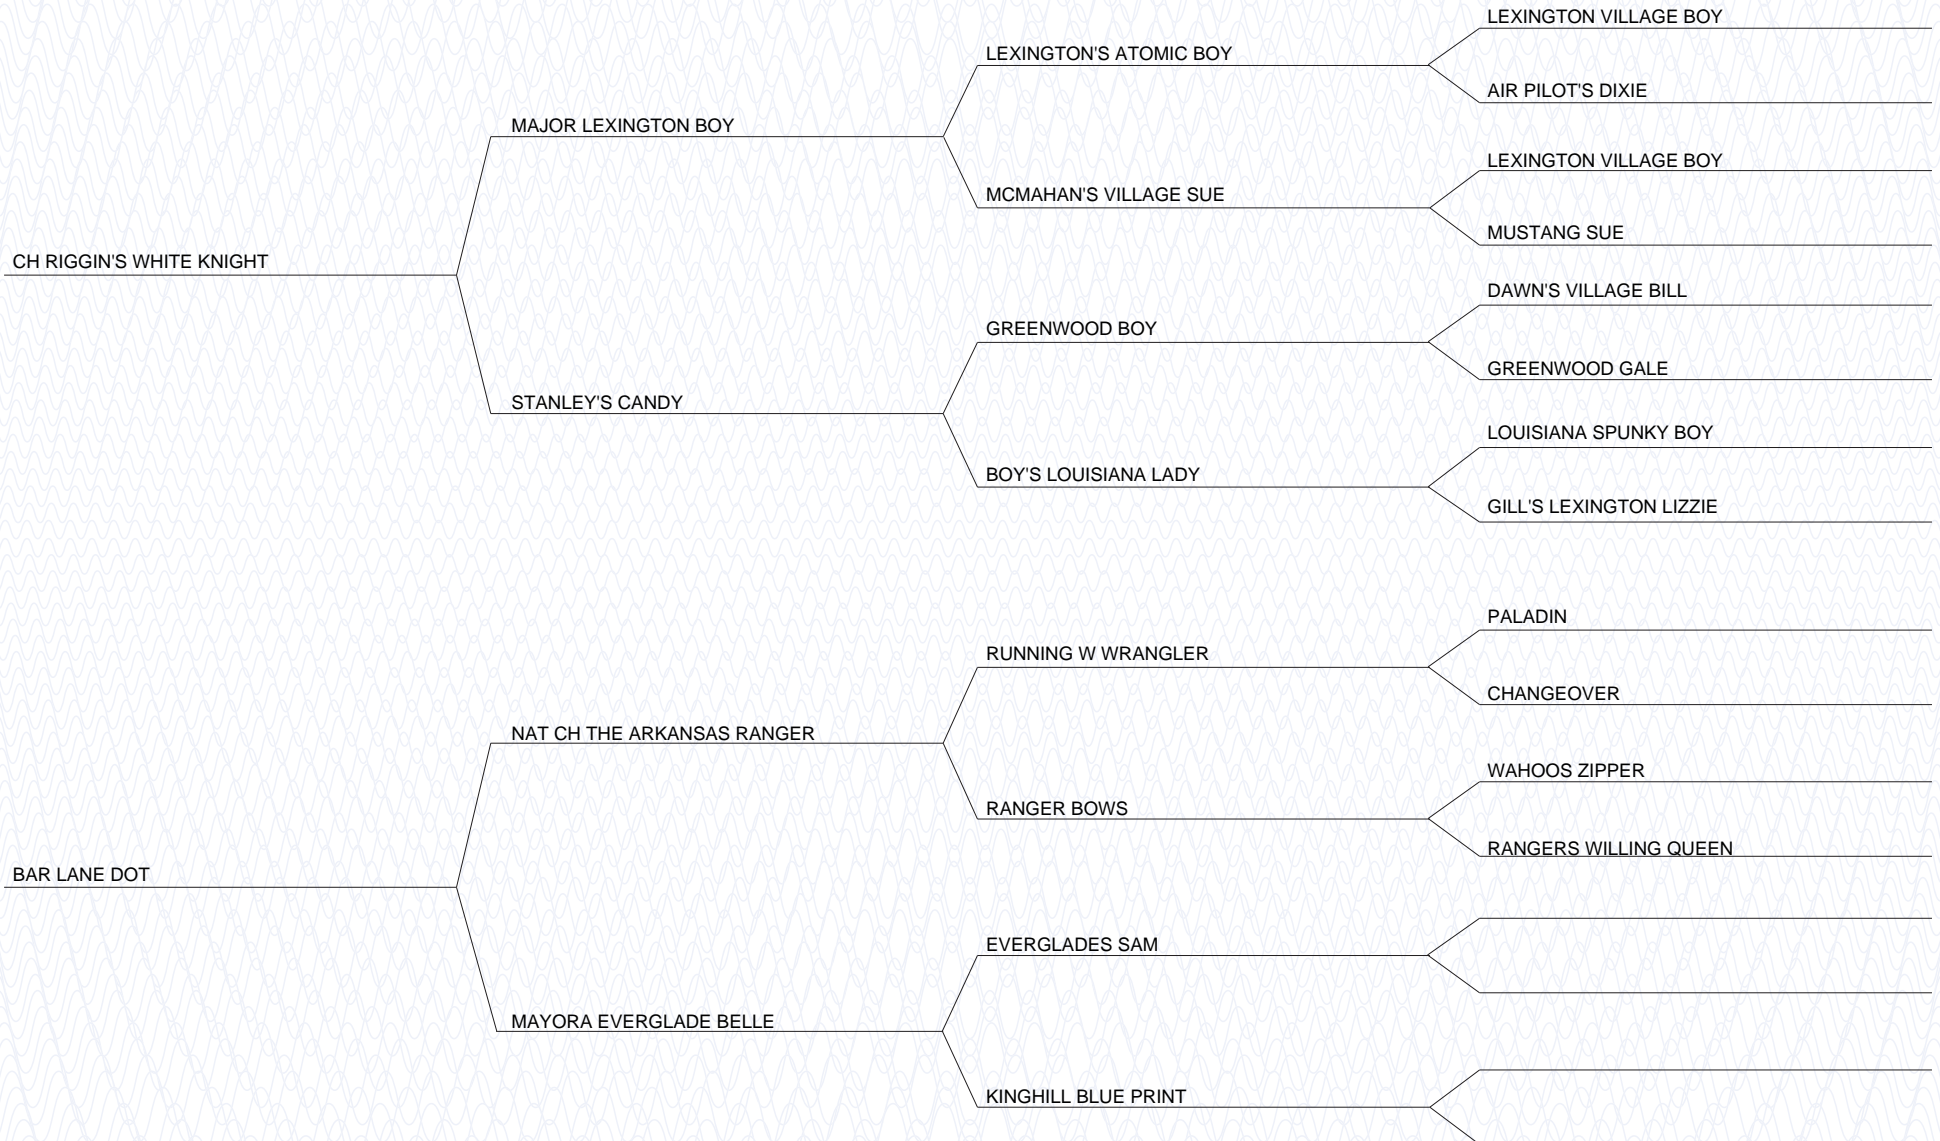 LEXINGTON VILLAGE BOY
LEXINGTON'S ATOMIC BOY
AIR PILOT'S DIXIE
MAJOR LEXINGTON BOY
LEXINGTON VILLAGE BOY
MCMAHAN'S VILLAGE SUE
MUSTANG SUE
CH RIGGIN'S WHITE KNIGHT
DAWN'S VILLAGE BILL
GREENWOOD BOY
GREENWOOD GALE
STANLEY'S CANDY
LOUISIANA SPUNKY BOY
BOY'S LOUISIANA LADY
GILL'S LEXINGTON LIZZIE
PALADIN
RUNNING W WRANGLER
CHANGEOVER
NAT CH THE ARKANSAS RANGER
WAHOOS ZIPPER
RANGER BOWS
RANGERS WILLING QUEEN
BAR LANE DOT
EVERGLADES SAM
MAYORA EVERGLADE BELLE
KINGHILL BLUE PRINT